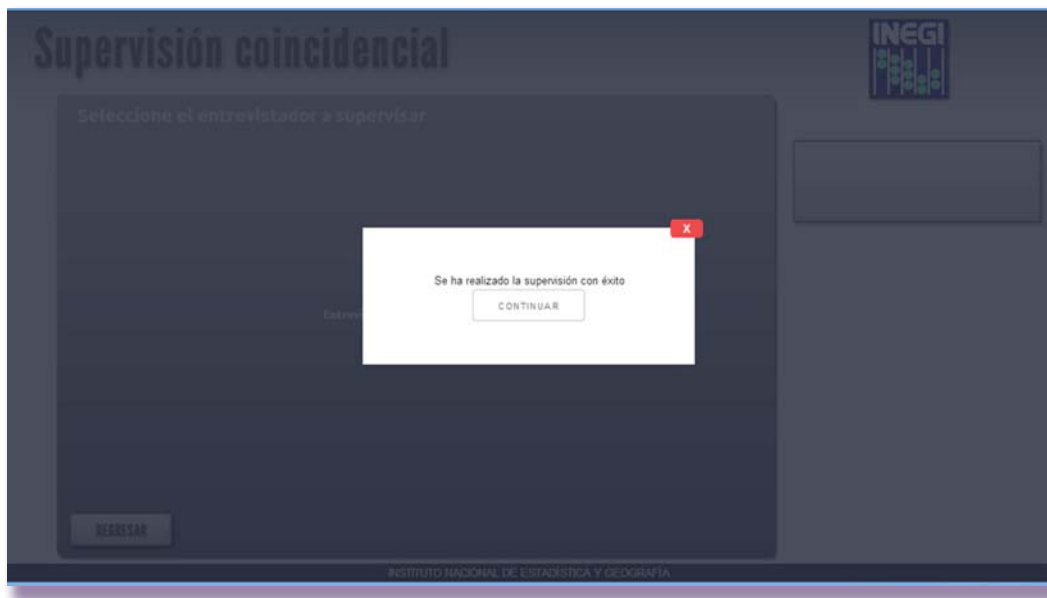 Supervisión coincidencial
INEGI
Seleccione el entrevistador a supervisar
X
Se ha realizado la supervisión con éxito
CONTINUAR
REGRESAR
INSTITUTO NACIONAL DE ESTADÍSTICA Y GEOGRAFÍA